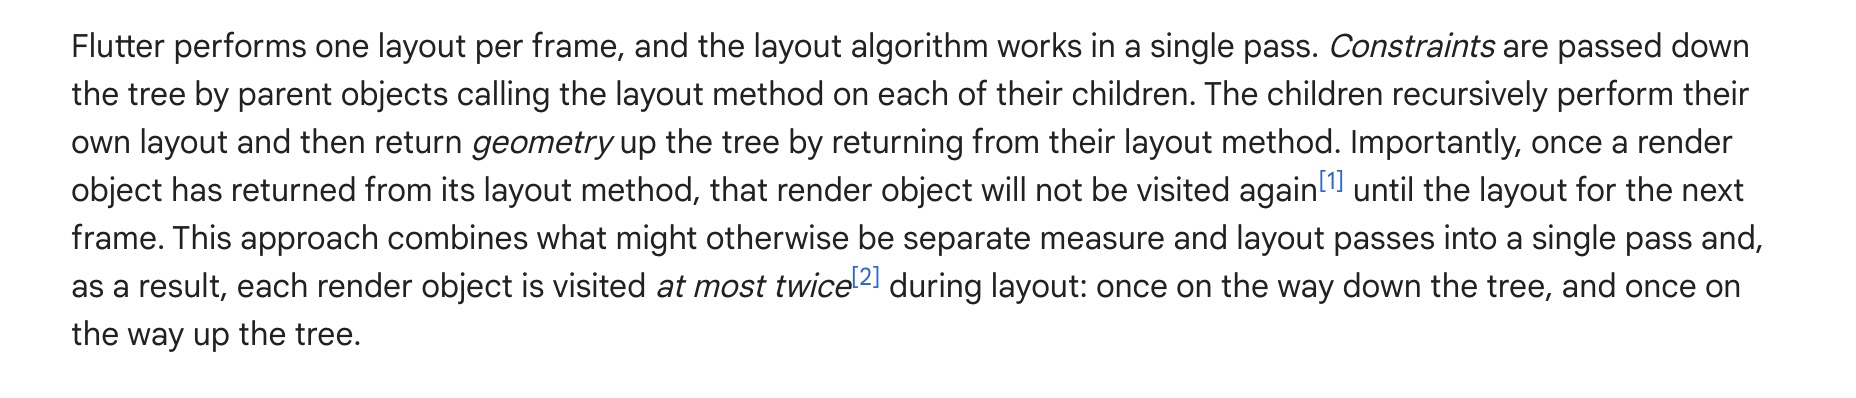 Flutter performs one layout per frame, and the layout algorithm works in a single pass. Constraints are passed down
the tree by parent objects calling the layout method on each of their children. The children recursively perform their
own layout and then return geometry up the tree by returning from their layout method. Importantly, once a render
object has returned from its layout method, that render object will not be visited again[1] until the layout for the next
frame. This approach combines what might otherwise be separate measure and layout passes into a single pass and,
as a result, each render object is visited at most twice[2] during layout: once on the way down the tree, and once on
the way up the tree.